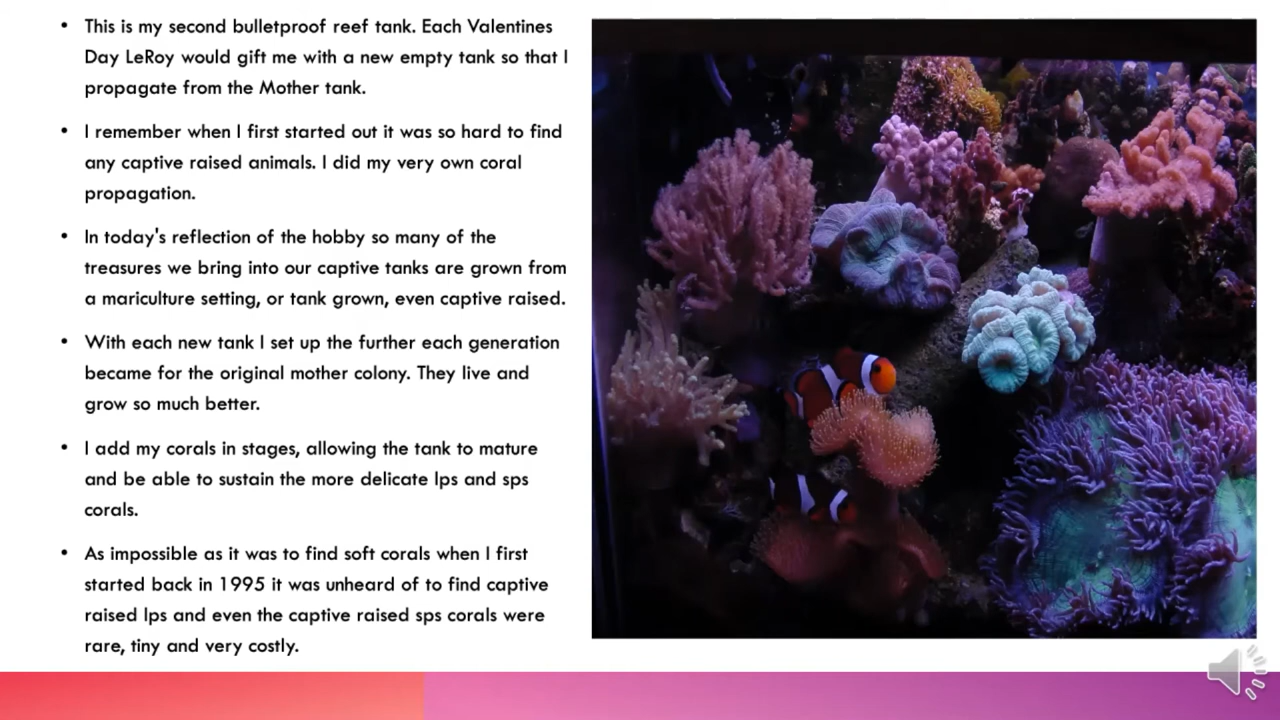 • This is my second bulletproof reef tank. Each Valentines
Day LeRoy would gift me with a new empty tank so that I
propagate from the Mother tank.
• I remember when I first started out it was so hard to find
any captive raised animals. I did my very own coral
propagation.
• In today's reflection of the hobby so many of the
treasures we bring into our captive tanks are grown from
a mariculture setting, or tank grown, even captive raised.
• With each new tank I set up the further each generation
became for the original mother colony. They live and
grow so much better.
• I add my corals in stages, allowing the tank to mature
and be able to sustain the more delicate lps and sps
corals.
• As impossible as it was to find soft corals when I first
started back in 1995 it was unheard of to find captive
raised lps and even the captive raised sps corals were
rare, tiny and very costly.